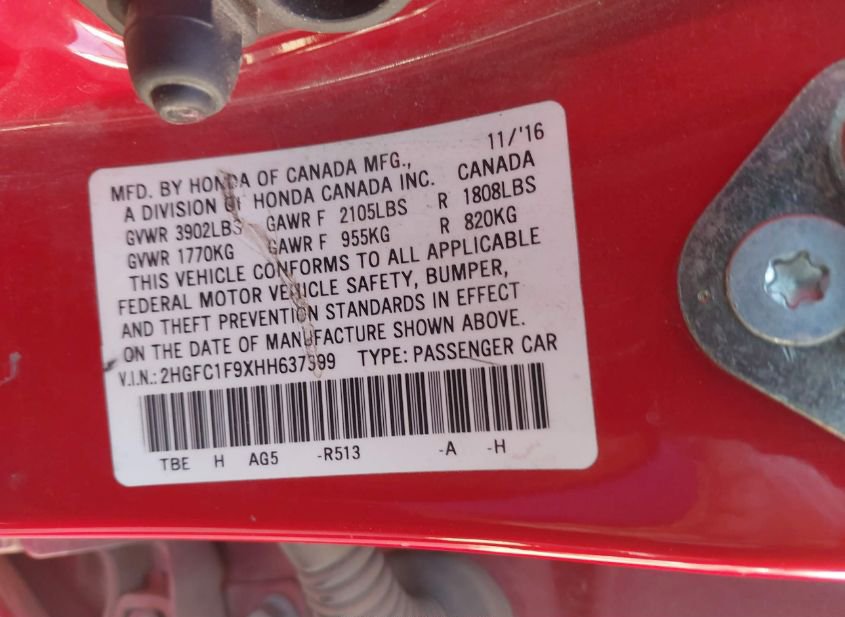 11/'16
MFD. BY HONDA OF CANADA MFG.,
A DIVISION OF HONDA CANADA INC. CANADA
GVWR 3902LBS GAWR F 2105LBS R 1808LBS
GVWR 1770KG GAWR F 955KG R 820KG
THIS VEHICLE CONFORMS TO ALL APPLICABLE
FEDERAL MOTOR VEHICLE SAFETY, BUMPER,
AND THEFT PREVENTION STANDARDS IN EFFECT
ON THE DATE OF MANUFACTURE SHOWN ABOVE.
V.I.N.: 2HGFC1F9XHH637399 TYPE: PASSENGER CAR
TBE H AG5 -R513 -A -H